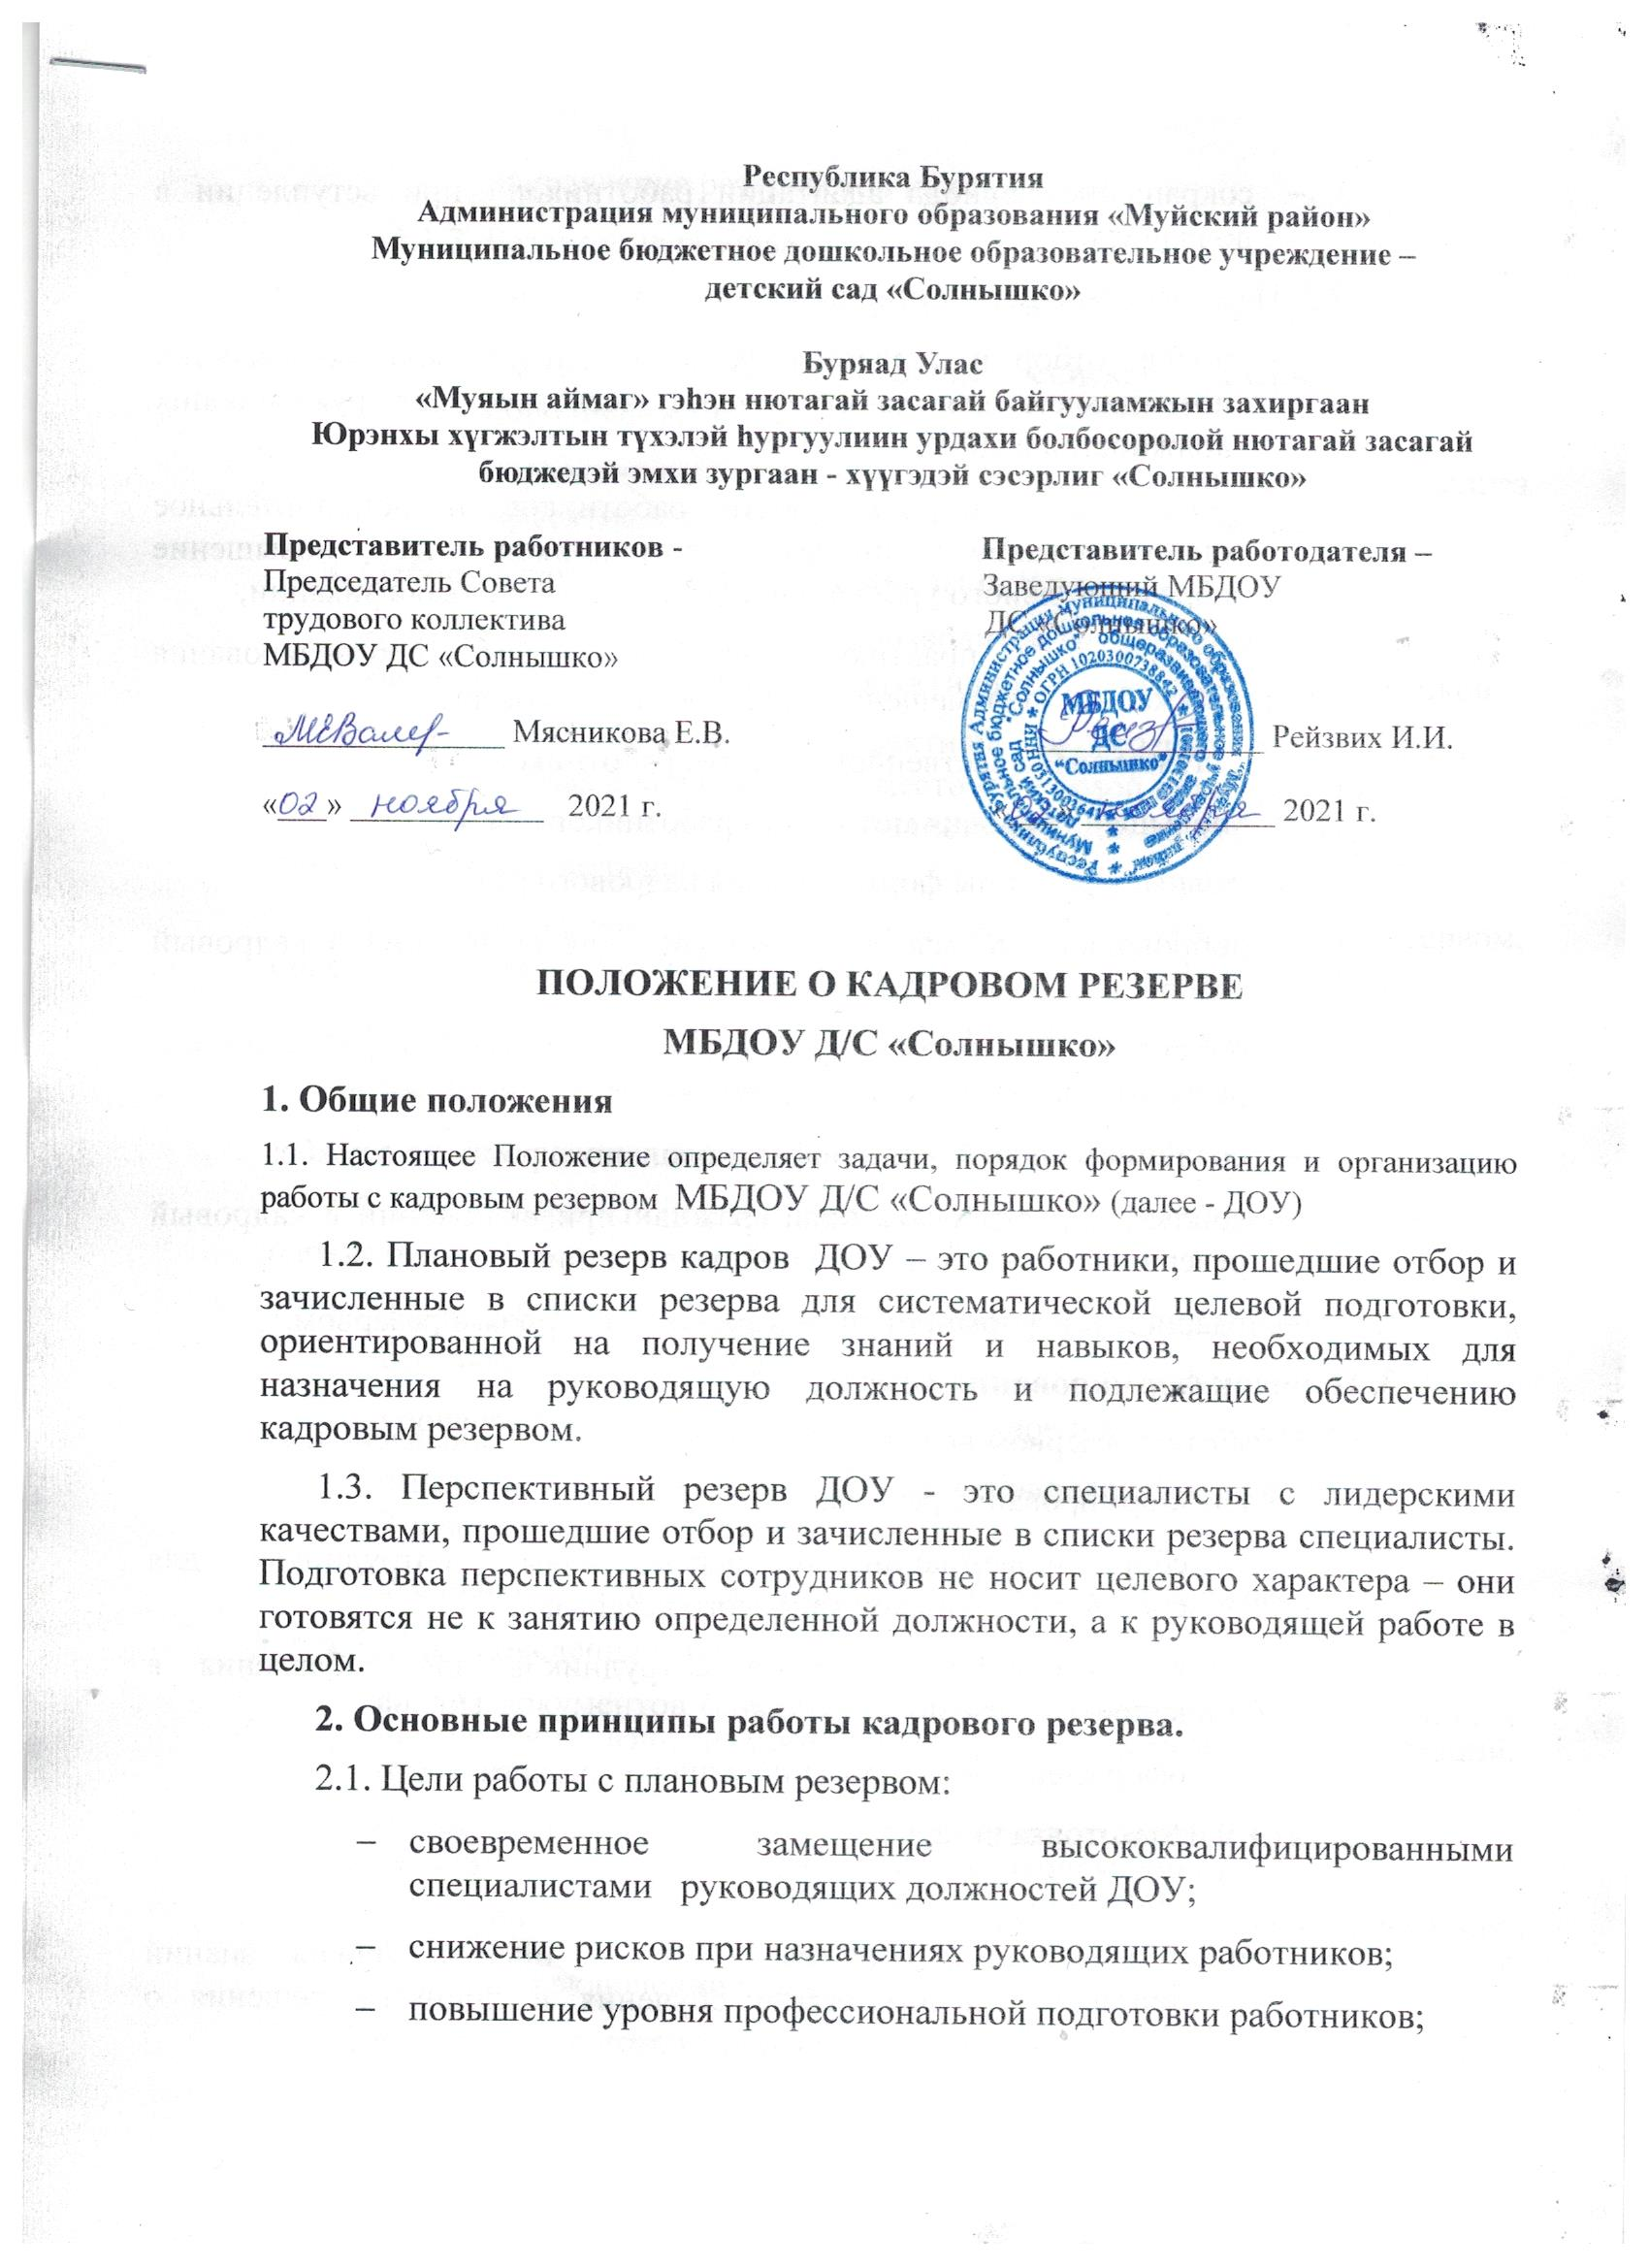 Республика Бурятия
Администрация муниципального образования «Муйский район»
Муниципальное бюджетное дошкольное образовательное учреждение –
детский сад «Солнышко»
Буряад Улас
«Муяын аймаг» гэһэн нютагай засагай байгууламжын захиргаан
Юрэнхы хүгжэлтын түхэлэй һургуулиин урдахи болбосоролой нютагай засагай
бюджедэй эмхи зургаан - хүүгэдэй сэсэрлиг «Солнышко»
Представитель работников -
Председатель Совета
трудового коллектива
МБДОУ ДС «Солнышко»
Мясникова Е.В.
«02» ноября 2021 г.
Представитель работодателя –
Заведующий МБДОУ
ДС «Солнышко»
МБДОУ
ДС
"Солнышко"
Рейзвих И.И.
«02» ноября 2021 г.
ПОЛОЖЕНИЕ О КАДРОВОМ РЕЗЕРВЕ
МБДОУ Д/С «Солнышко»
1. Общие положения
1.1. Настоящее Положение определяет задачи, порядок формирования и организацию
работы с кадровым резервом МБДОУ Д/С «Солнышко» (далее - ДОУ)
1.2. Плановый резерв кадров ДОУ – это работники, прошедшие отбор и
зачисленные в списки резерва для систематической целевой подготовки,
ориентированной на получение знаний и навыков, необходимых для
назначения на руководящую должность и подлежащие обеспечению
кадровым резервом.
1.3. Перспективный резерв ДОУ - это специалисты с лидерскими
качествами, прошедшие отбор и зачисленные в списки резерва специалисты.
Подготовка перспективных сотрудников не носит целевого характера – они
готовятся не к занятию определенной должности, а к руководящей работе в
целом.
2. Основные принципы работы кадрового резерва.
2.1. Цели работы с плановым резервом:
– своевременное замещение высококвалифицированными
специалистами руководящих должностей ДОУ;
– снижение рисков при назначениях руководящих работников;
– повышение уровня профессиональной подготовки работников;